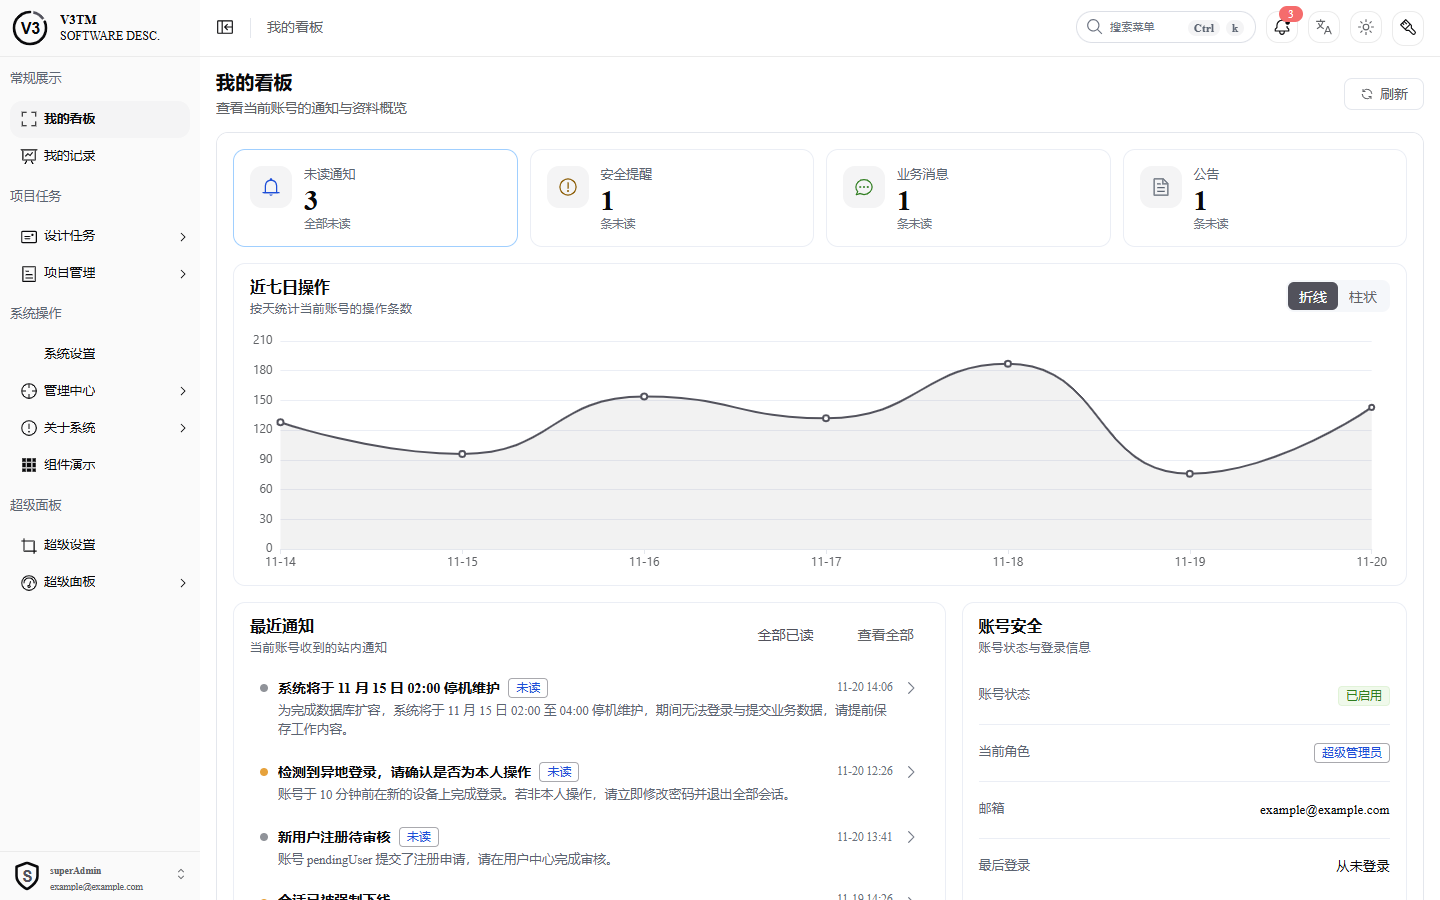 V3
V3TM
SOFTWARE DESC.
我的看板
搜索菜单
Ctrl
k
3
常规展示
我的看板
我的记录
项目任务
设计任务
项目管理
系统操作
系统设置
管理中心
关于系统
组件演示
超级面板
超级设置
超级面板
S
superAdmin
example@example.com
我的看板
查看当前账号的通知与资料概览
刷新
未读通知
3
全部未读
安全提醒
1
条未读
业务消息
1
条未读
公告
1
条未读
近七日操作
按天统计当前账号的操作条数
折线
柱状
210
180
150
120
90
60
30
0
11-14
11-15
11-16
11-17
11-18
11-19
11-20
最近通知
当前账号收到的站内通知
全部已读
查看全部
系统将于 11 月 15 日 02:00 停机维护
未读
11-20 14:06
为完成数据库扩容，系统将于 11 月 15 日 02:00 至 04:00 停机维护，期间无法登录与提交业务数据，请提前保
存工作内容。
检测到异地登录，请确认是否为本人操作
未读
11-20 12:26
账号于 10 分钟前在新的设备上完成登录。若非本人操作，请立即修改密码并退出全部会话。
新用户注册待审核
未读
11-20 13:41
账号 pendingUser 提交了注册申请，请在用户中心完成审核。
会话已被强制下线
11-19 14:26
账号安全
账号状态与登录信息
账号状态
已启用
当前角色
超级管理员
邮箱
example@example.com
最后登录
从未登录